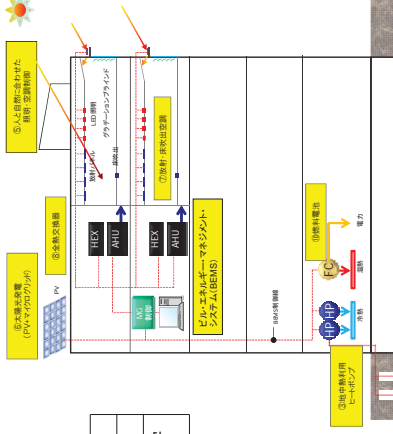 ⑤人と自然に合わせた
照明・空調制御
⑥太陽光発電
(PV+マイクログリッド)
PV
⑧全熱交換器
LED照明
グラデーションブラインド
放射パネル
床吹出
⑦放射・床吹出空調
HEX
AHU
HEX
AHU
MG
制御
ビル・エネルギー・マネジメント・
システム(BEMS)
BEMS制御線
⑩燃料電池
FC
電力
温熱
HP
HP
冷熱
③地中熱利用
ヒートポンプ